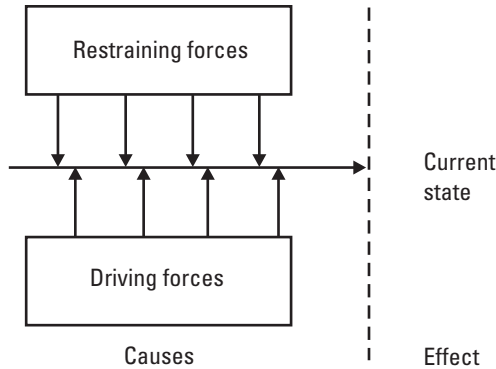 Restraining forces
Current
state
Driving forces
Causes
Effect